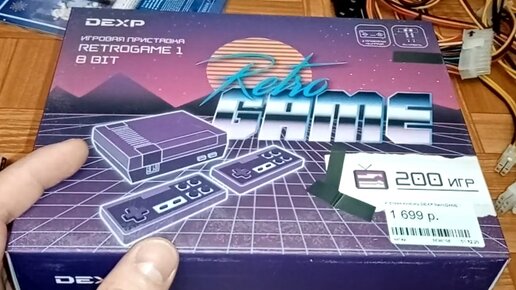 DEXP
ИГРОВАЯ ПРИСТАВКА
RETROGAME 1
8 BIT
Retro
GAME
200 ИГР
1 699 р.
DEXP